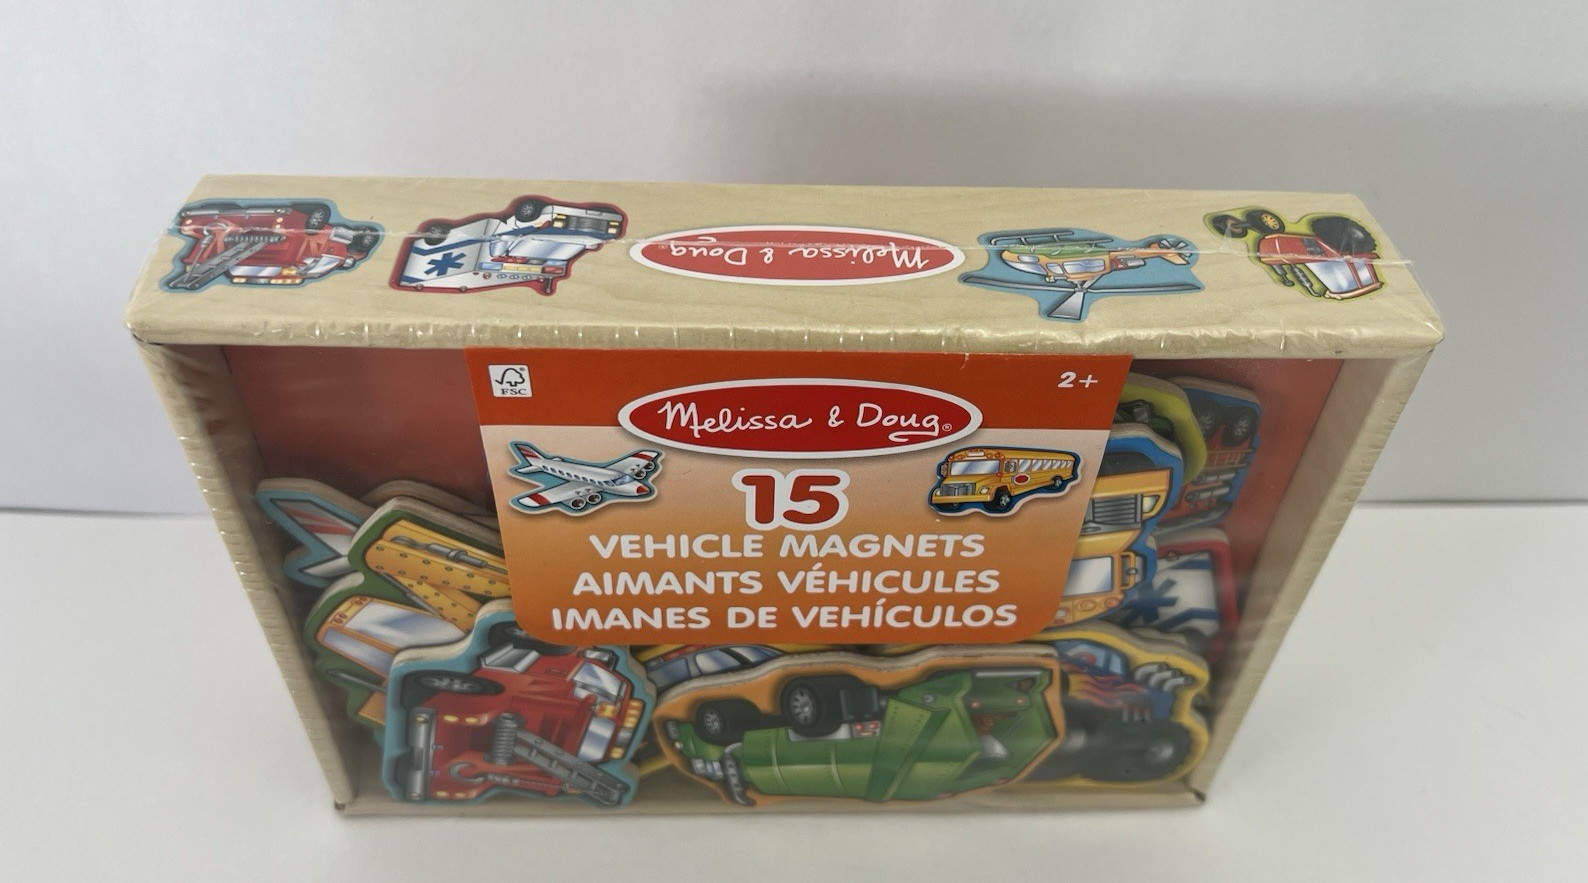 Melissa & Doug®
FSC®
2+
Melissa & Doug®
15
VEHICLE MAGNETS
AIMANTS VÉHICULES
IMANES DE VEHÍCULOS